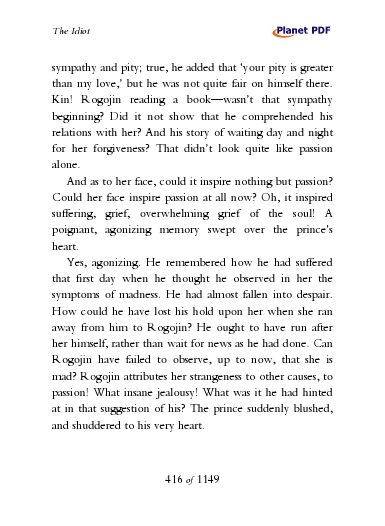 The Idiot
Planet PDF
sympathy and pity; true, he added that ‘your pity is greater
than my love,’ but he was not quite fair on himself there.
Kin! Rogojin reading a book—wasn’t that sympathy
beginning? Did it not show that he comprehended his
relations with her? And his story of waiting day and night
for her forgiveness? That didn’t look quite like passion
alone.
And as to her face, could it inspire nothing but passion?
Could her face inspire passion at all now? Oh, it inspired
suffering, grief, overwhelming grief of the soul! A
poignant, agonizing memory swept over the prince’s
heart.
Yes, agonizing. He remembered how he had suffered
that first day when he thought he observed in her the
symptoms of madness. He had almost fallen into despair.
How could he have lost his hold upon her when she ran
away from him to Rogojin? He ought to have run after
her himself, rather than wait for news as he had done. Can
Rogojin have failed to observe, up to now, that she is
mad? Rogojin attributes her strangeness to other causes, to
passion! What insane jealousy! What was it he had hinted
at in that suggestion of his? The prince suddenly blushed,
and shuddered to his very heart.
416 of 1149